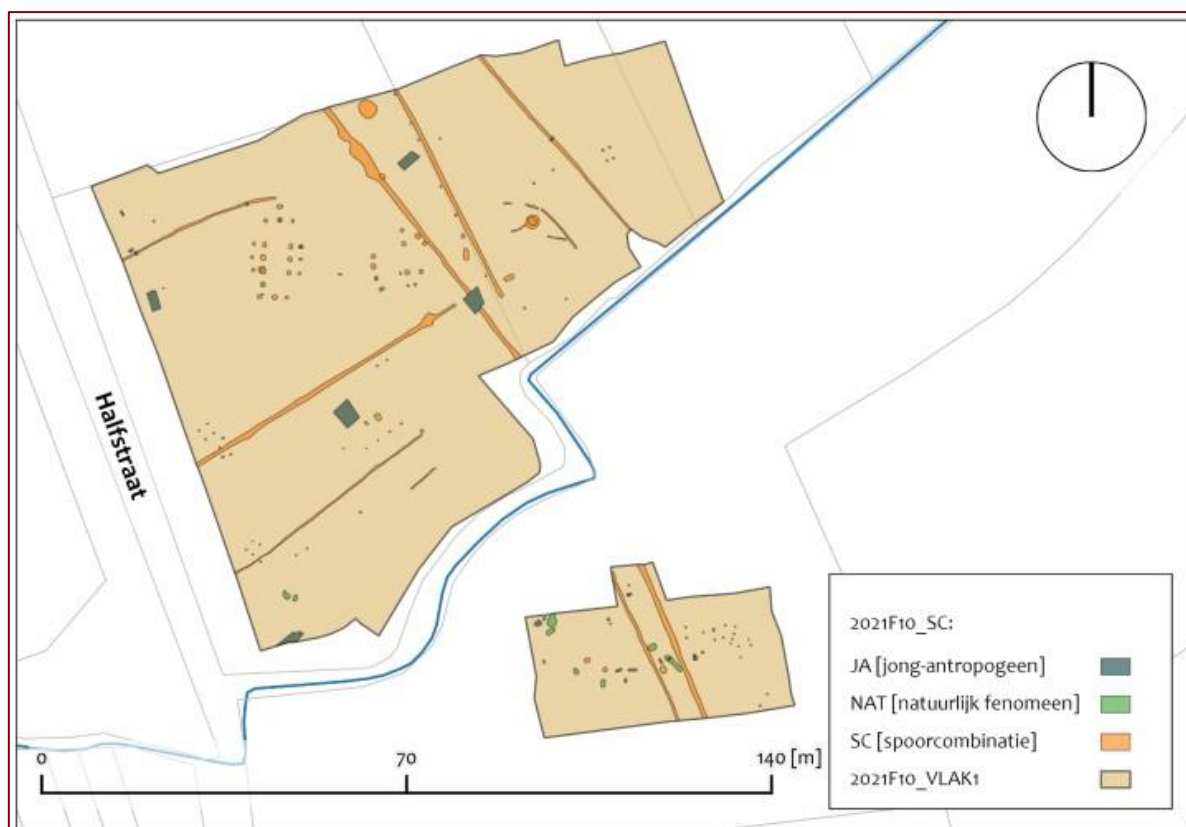 Halfstraat
2021F10_SC:
JA [jong-antropogeen]
NAT [natuurlijk fenomeen]
SC [spoorcombinatie]
2021F10_VLAK1
0 70 140 [m]